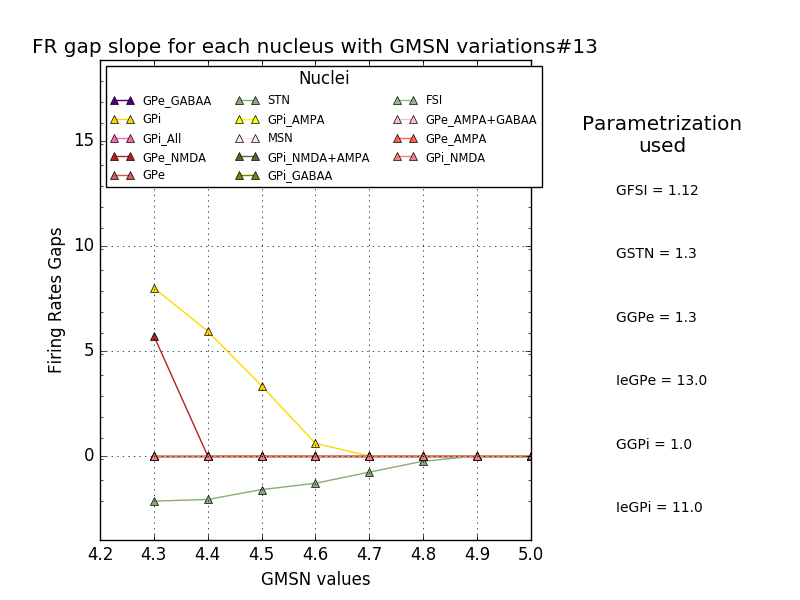 FR gap slope for each nucleus with GMSN variations#13
Nuclei
GPe_GABAA STN FSI
GPi GPi_AMPA GPe_AMPA+GABAA
GPi_All MSN GPe_AMPA
GPe_NMDA GPi_NMDA+AMPA GPi_NMDA
GPe GPi_GABAA
15
10
5
0
Firing Rates Gaps
4.2 4.3 4.4 4.5 4.6 4.7 4.8 4.9 5.0
GMSN values
Parametrization
used
GFSI = 1.12
GSTN = 1.3
GGPe = 1.3
IeGPe = 13.0
GGPi = 1.0
IeGPi = 11.0